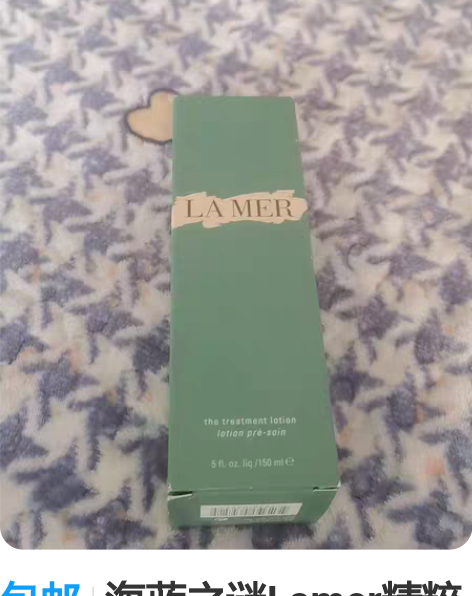 LA MER
the treatment lotion
lotion pré-soin
5 fl. oz. liq./150 ml ℮
包邮 海蓝之谜Lamer精粹